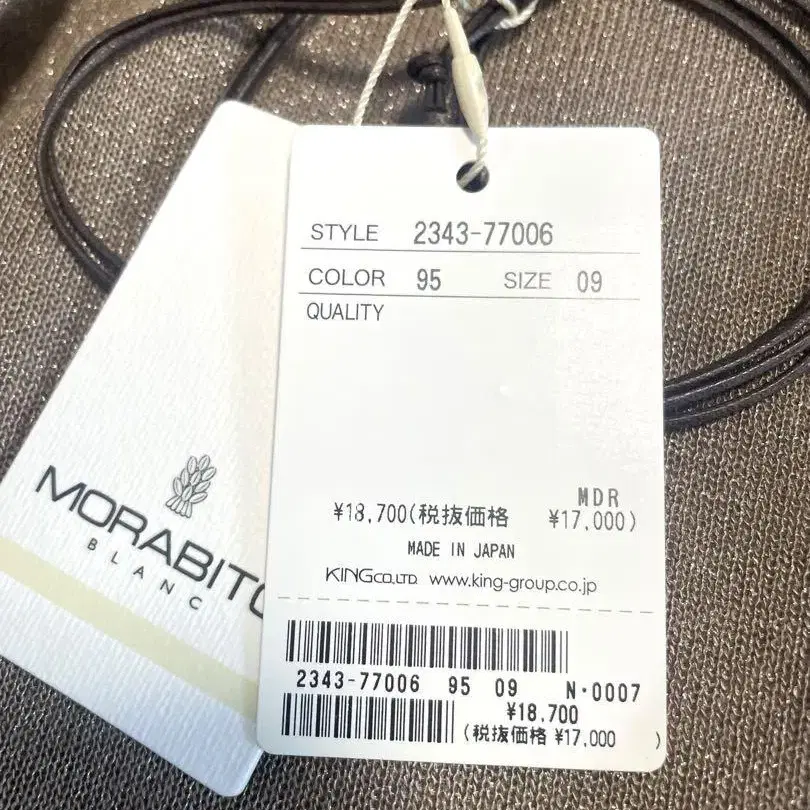 MORABITO
BLANC
STYLE 2343-77006
COLOR 95 SIZE 09
QUALITY
MDR
¥18,700(税抜価格 ¥17,000)
MADE IN JAPAN
KING CO.,LTD. www.king-group.co.jp
2343-77006 95 09 N·0007
¥18,700
(税抜価格 ¥17,000 )